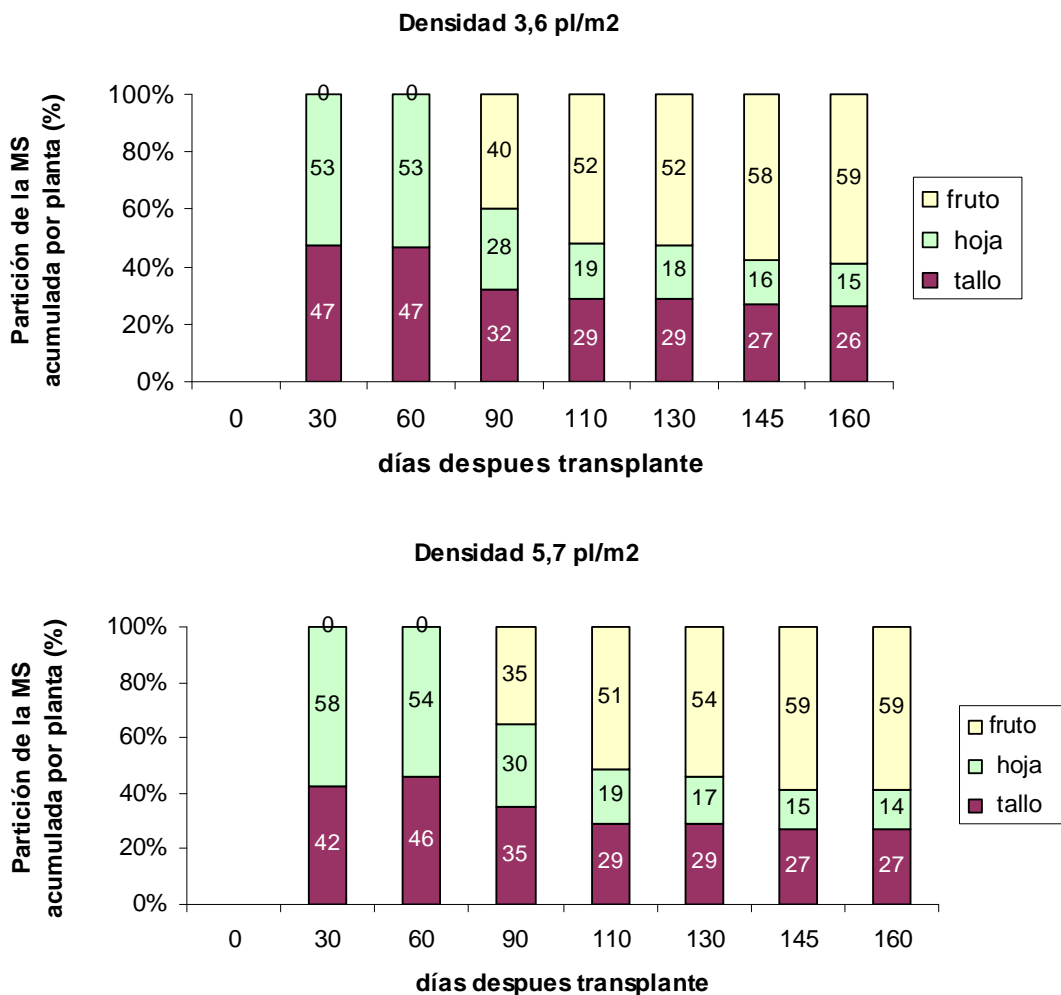 Densidad 3,6 pl/m2
Partición de la MS
acumulada por planta (%)
100%
80%
60%
40%
20%
0%
0 0
53 53 40 52 52 58 59
28 19 18 16 15
47 47 32 29 29 27 26
0 30 60 90 110 130 145 160
días despues transplante
fruto
hoja
tallo
Densidad 5,7 pl/m2
Partición de la MS
acumulada por planta (%)
100%
80%
60%
40%
20%
0%
0 0
58 54 35 51 54 59 59
30 19 17 15 14
42 46 35 29 29 27 27
0 30 60 90 110 130 145 160
días despues transplante
fruto
hoja
tallo